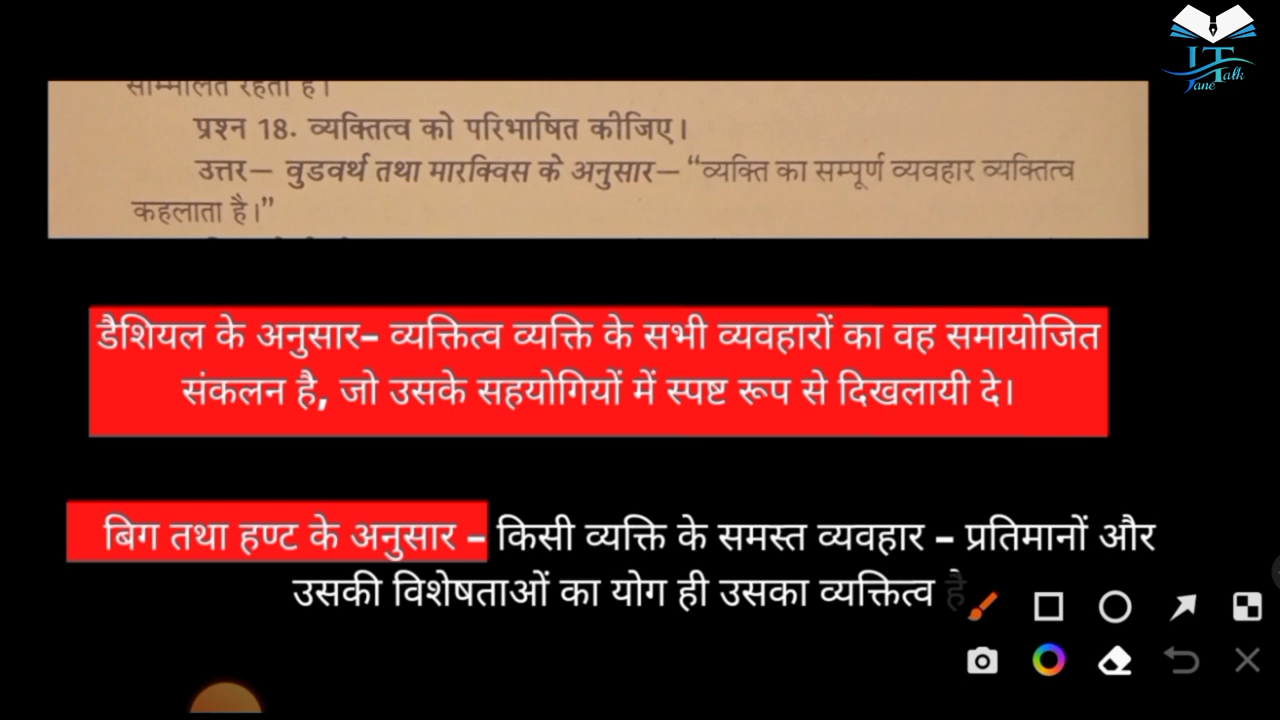 Jane
Talk
सम्मिलित रहता है।
प्रश्न 18. व्यक्तित्व को परिभाषित कीजिए।
उत्तर— वुडवर्थ तथा मारक्विस के अनुसार— “व्यक्ति का सम्पूर्ण व्यवहार व्यक्तित्व
कहलाता है।”
डैशियल के अनुसार– व्यक्तित्व व्यक्ति के सभी व्यवहारों का वह समायोजित
संकलन है, जो उसके सहयोगियों में स्पष्ट रूप से दिखलायी दे।
बिग तथा हण्ट के अनुसार – किसी व्यक्ति के समस्त व्यवहार – प्रतिमानों और
उसकी विशेषताओं का योग ही उसका व्यक्तित्व है